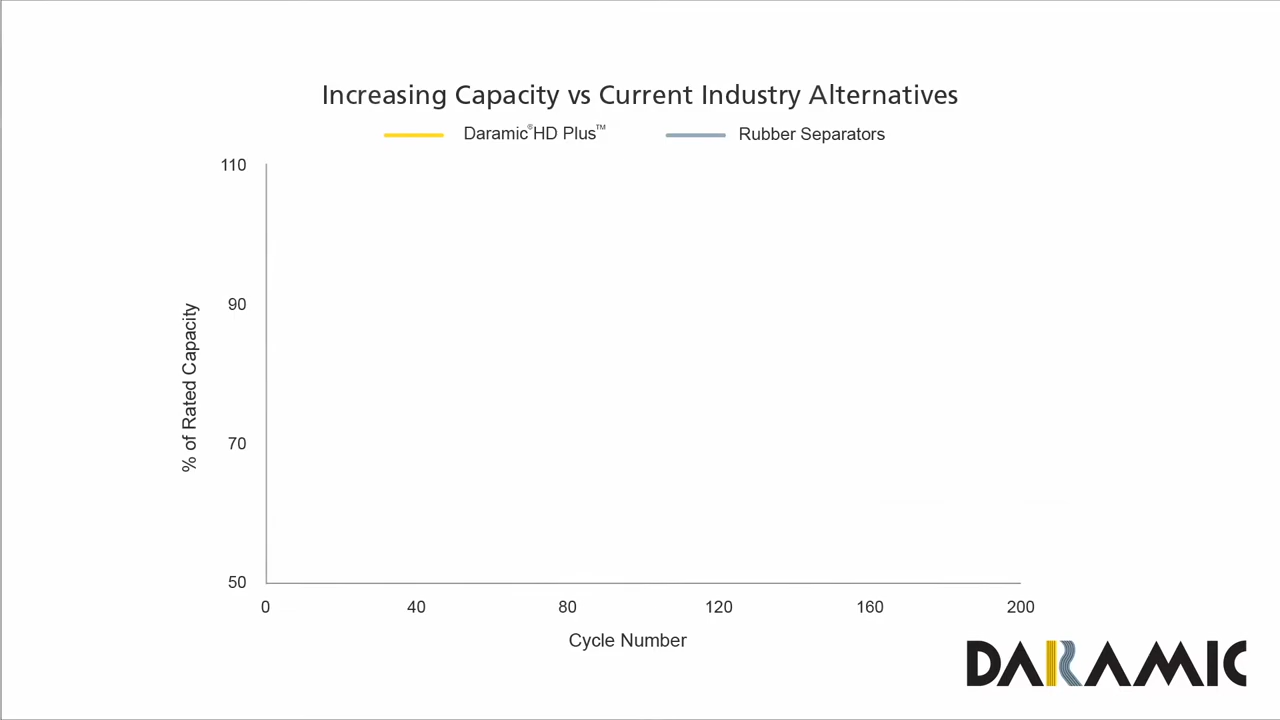 Increasing Capacity vs Current Industry Alternatives
Daramic®HD Plus™
Rubber Separators
110
90
70
50
% of Rated Capacity
0
40
80
120
160
200
Cycle Number
DARAMIC